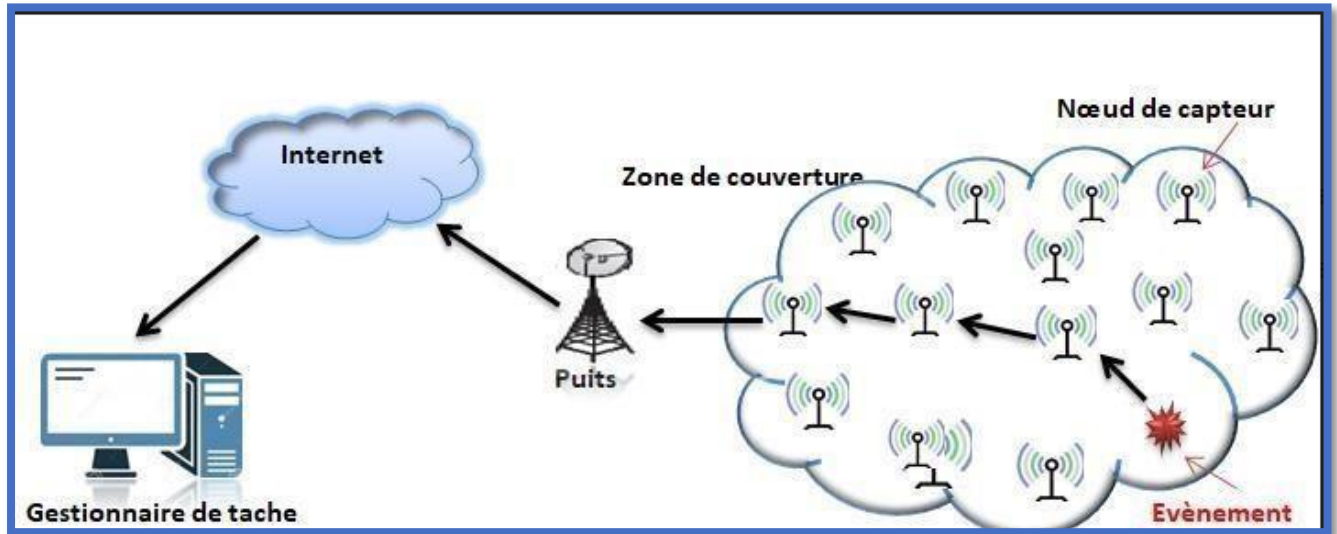 Nœud de capteur
Internet
Zone de couverture
Puits
Evènement
Gestionnaire de tache